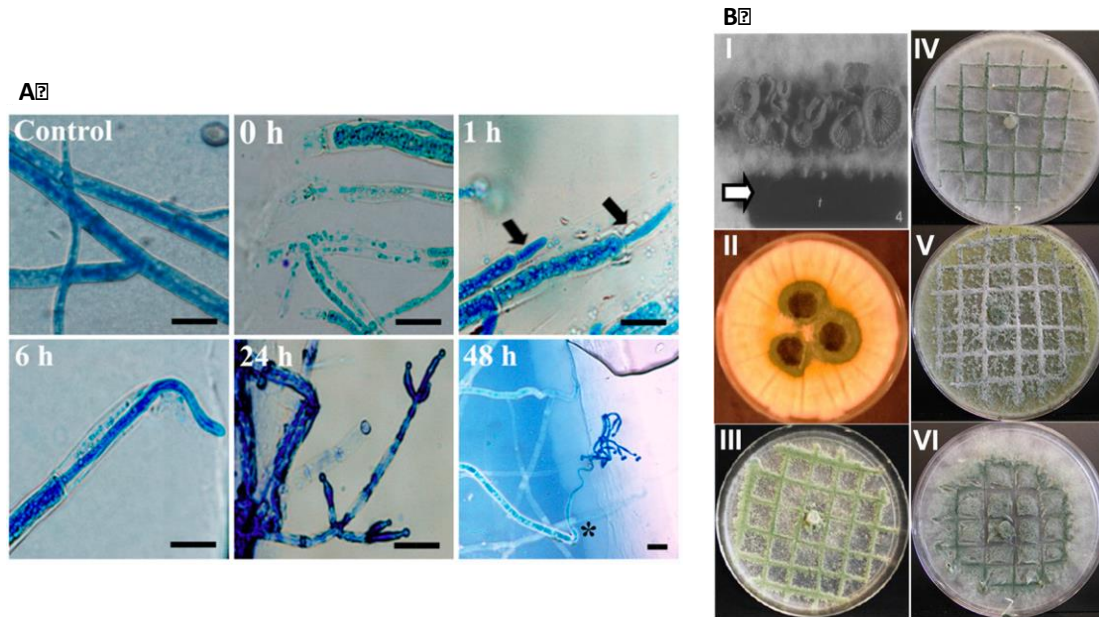 A�
Control
0 h
1 h
6 h
24 h
48 h
*
B�
I
t
4
II
III
IV
V
VI